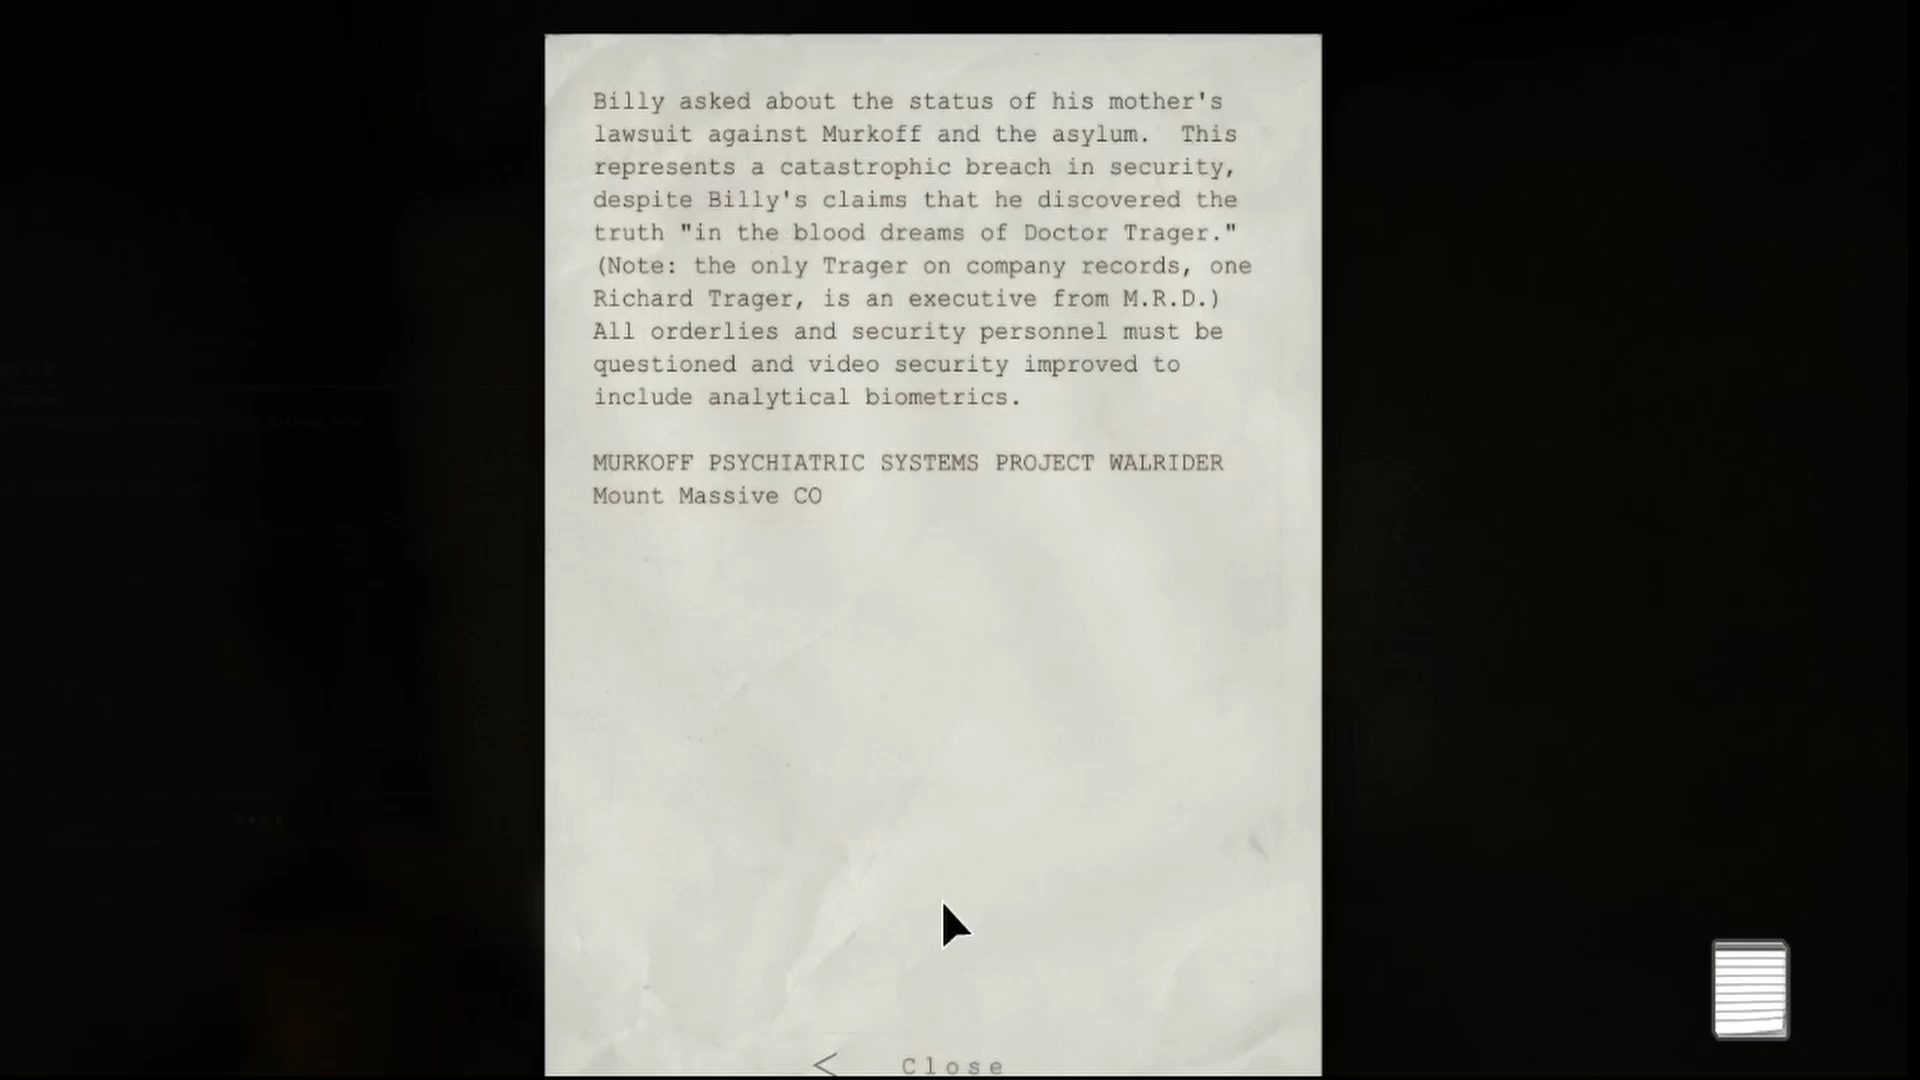 Billy asked about the status of his mother's
lawsuit against Murkoff and the asylum.  This
represents a catastrophic breach in security,
despite Billy's claims that he discovered the
truth "in the blood dreams of Doctor Trager."
(Note: the only Trager on company records, one
Richard Trager, is an executive from M.R.D.)
All orderlies and security personnel must be
questioned and video security improved to
include analytical biometrics.
MURKOFF PSYCHIATRIC SYSTEMS PROJECT WALRIDER
Mount Massive CO
< Close